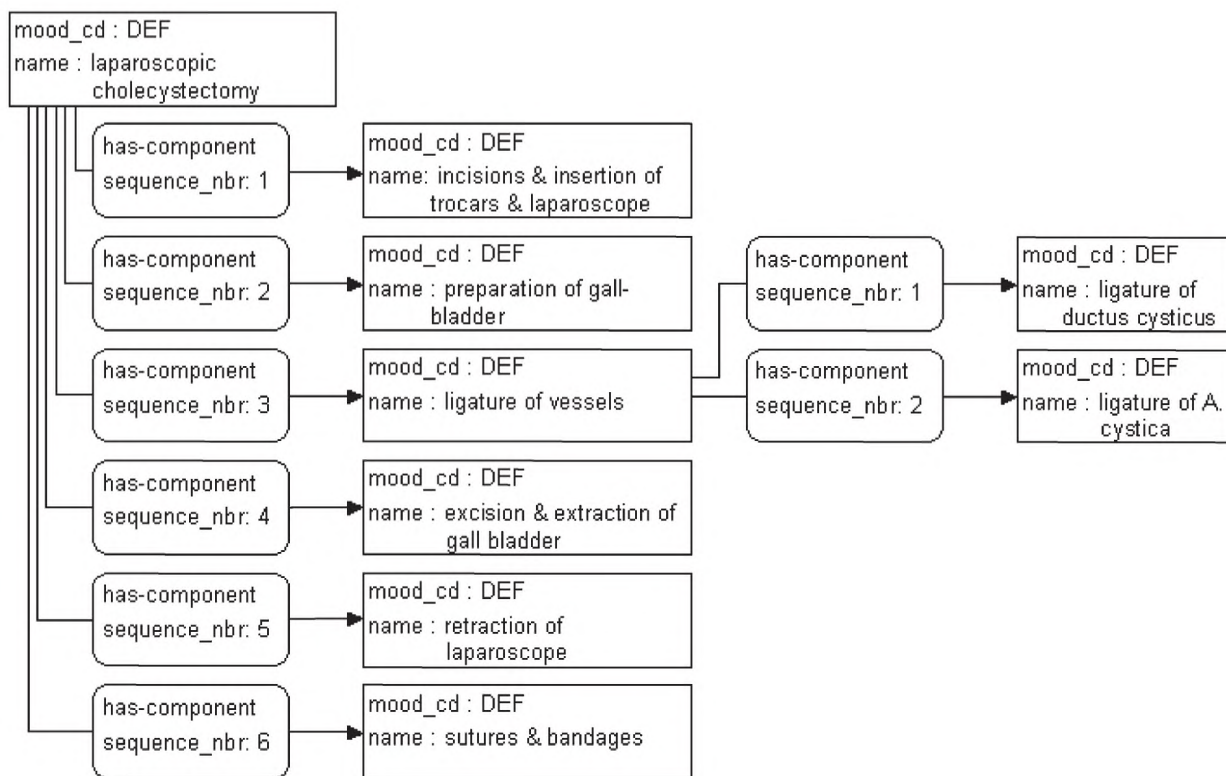 mood_cd : DEF
name : laparoscopic
cholecystectomy
has-component
sequence_nbr: 1
mood_cd : DEF
name: incisions & insertion of
trocars & laparoscope
has-component
sequence_nbr: 2
mood_cd : DEF
name : preparation of gall-
bladder
has-component
sequence_nbr: 1
mood_cd : DEF
name : ligature of
ductus cysticus
has-component
sequence_nbr: 3
mood_cd : DEF
name : ligature of vessels
has-component
sequence_nbr: 2
mood_cd : DEF
name : ligature of A.
cystica
has-component
sequence_nbr: 4
mood_cd : DEF
name : excision & extraction of
gall bladder
has-component
sequence_nbr: 5
mood_cd : DEF
name : retraction of
laparoscope
has-component
sequence_nbr: 6
mood_cd : DEF
name : sutures & bandages